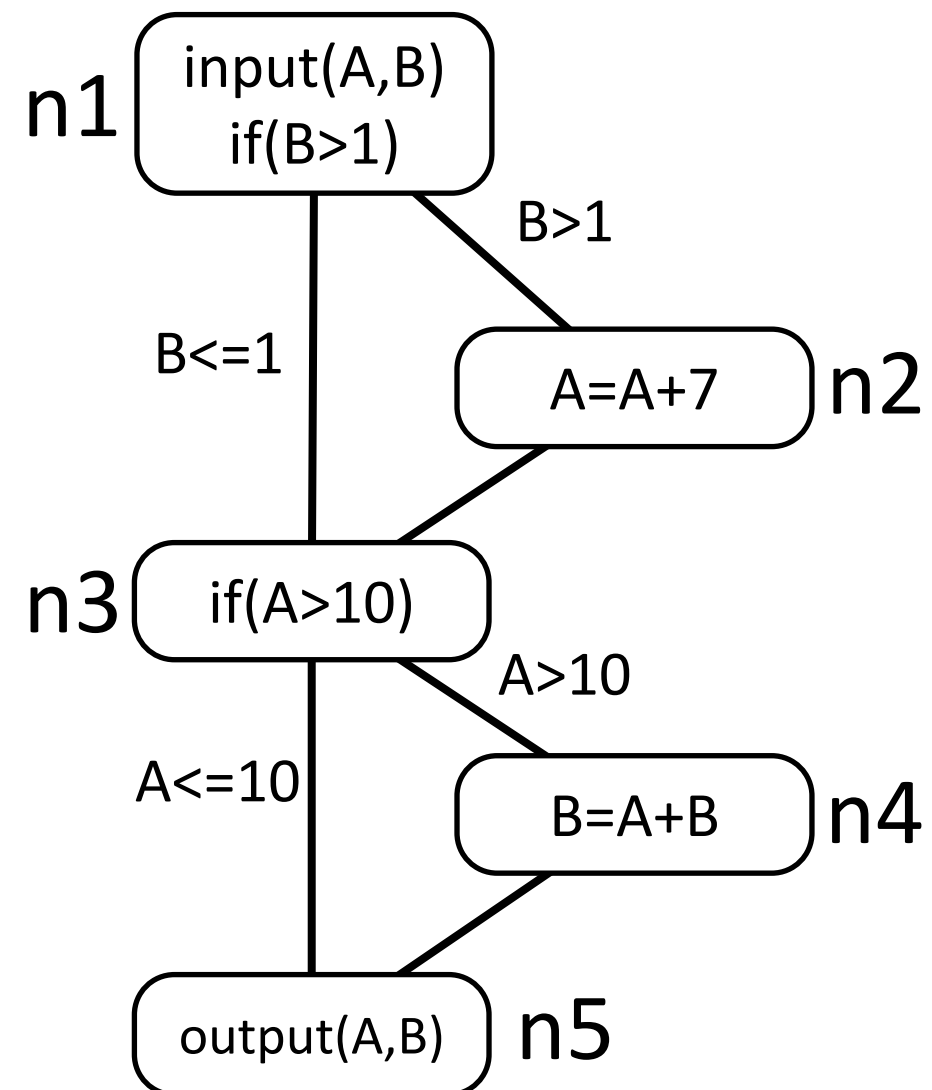 input(A,B)
n1
if(B>1)
B>1
B<=1
A=A+7
n2
n3
if(A>10)
A>10
A<=10
B=A+B
n4
output(A,B)
n5